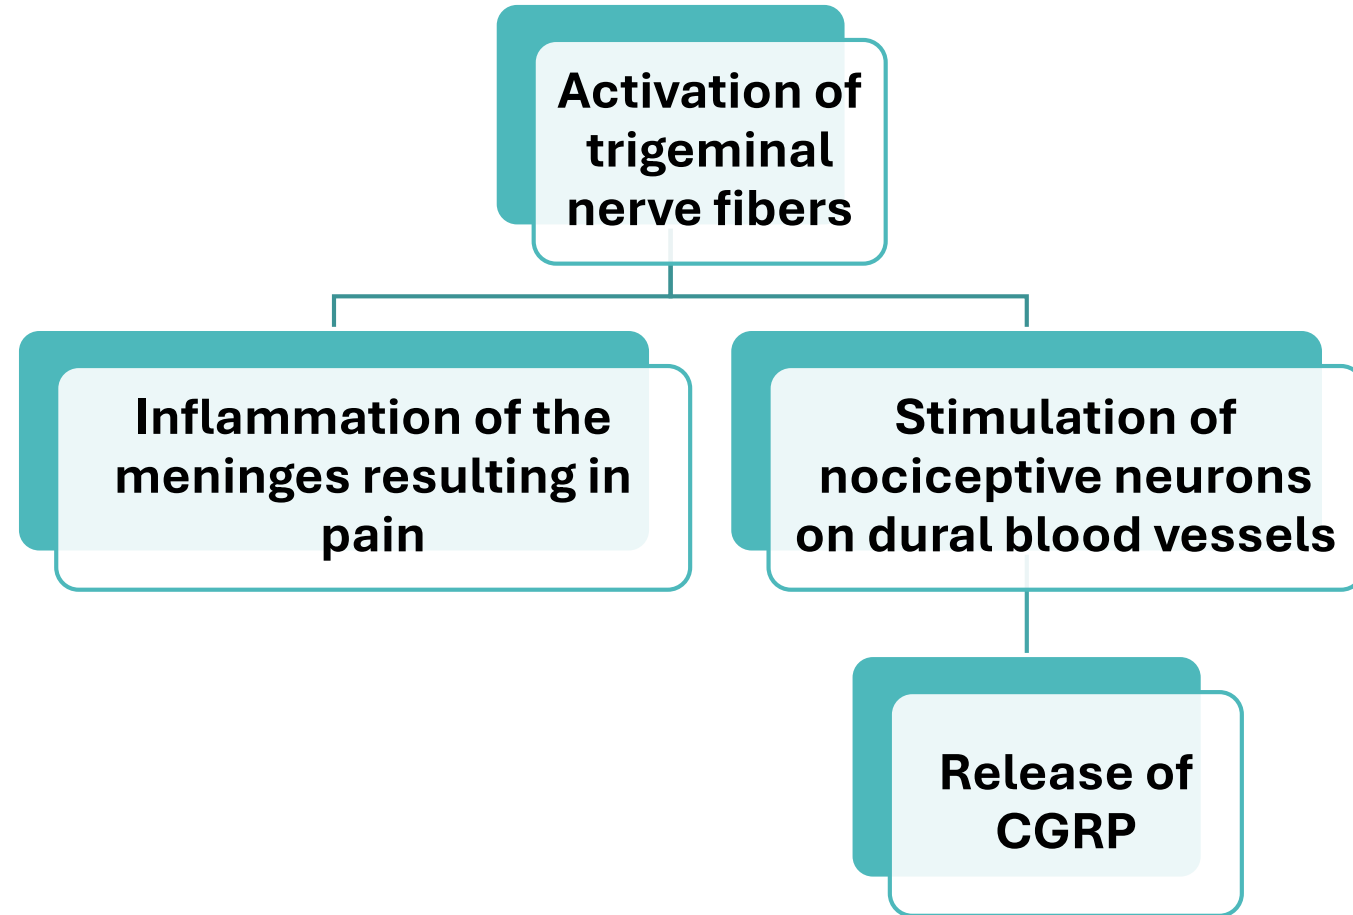 Activation of
trigeminal
nerve fibers
Inflammation of the
meninges resulting in
pain
Stimulation of
nociceptive neurons
on dural blood vessels
Release of
CGRP